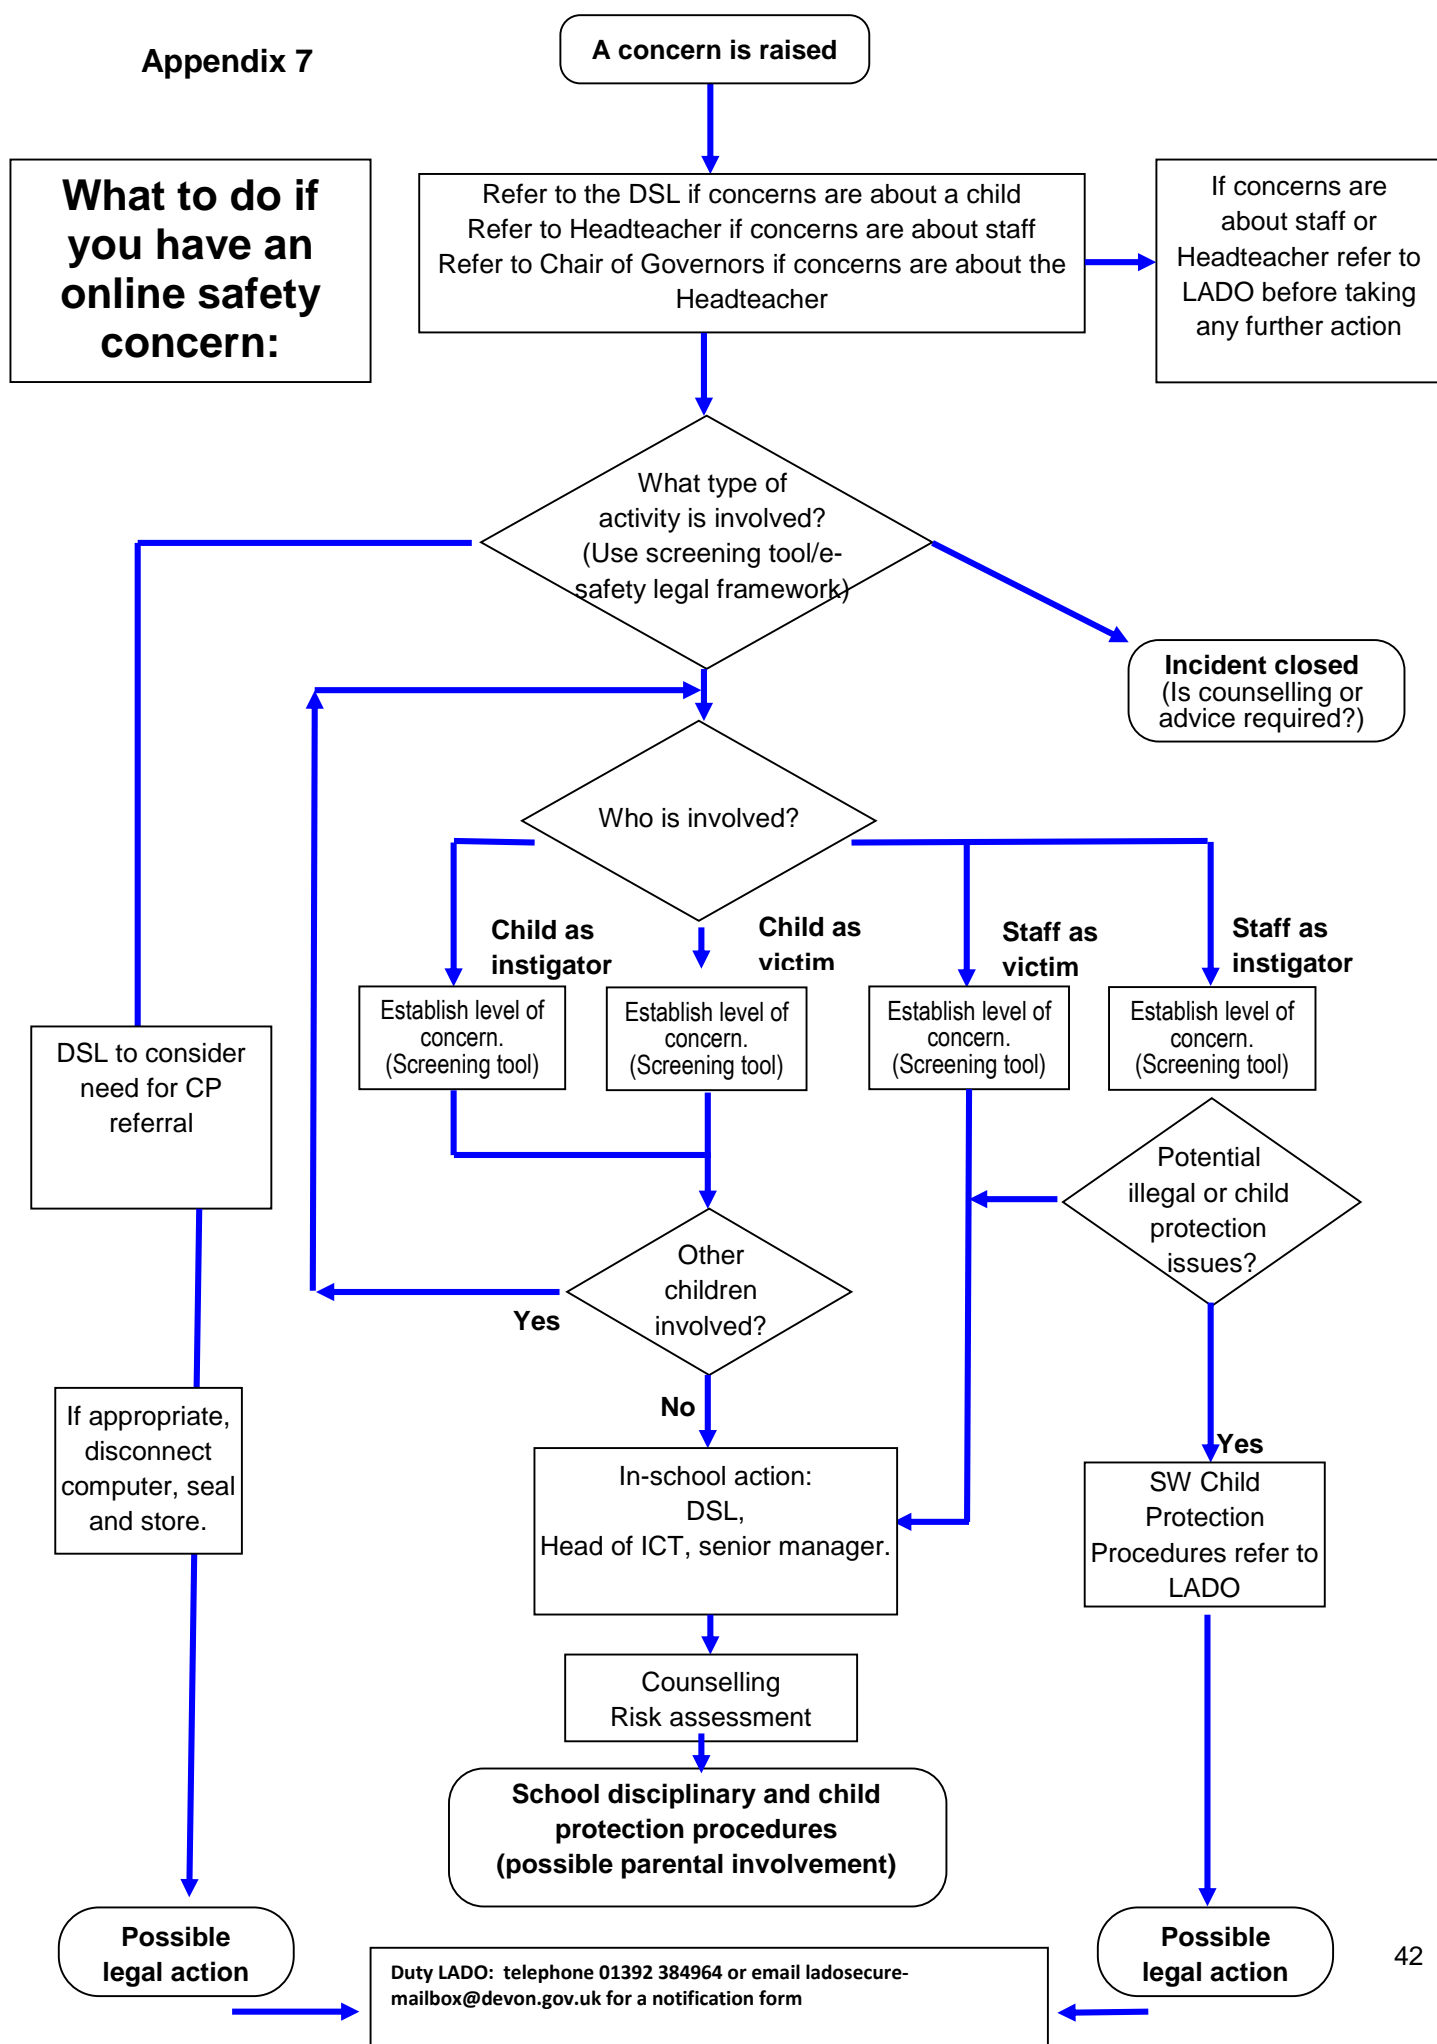 Appendix 7
A concern is raised
What to do if
you have an
online safety
concern:
Refer to the DSL if concerns are about a child
Refer to Headteacher if concerns are about staff
Refer to Chair of Governors if concerns are about the
Headteacher
If concerns are
about staff or
Headteacher refer to
LADO before taking
any further action
What type of
activity is involved?
(Use screening tool/e-
safety legal framework)
Incident closed
(Is counselling or
advice required?)
Who is involved?
Child as
instigator
Child as
victim
Staff as
victim
Staff as
instigator
Establish level of
concern.
(Screening tool)
Establish level of
concern.
(Screening tool)
Establish level of
concern.
(Screening tool)
Establish level of
concern.
(Screening tool)
DSL to consider
need for CP
referral
Potential
illegal or child
protection
issues?
Other
children
involved?
Yes
No
Yes
If appropriate,
disconnect
computer, seal
and store.
In-school action:
DSL,
Head of ICT, senior manager.
SW Child
Protection
Procedures refer to
LADO
Counselling
Risk assessment
School disciplinary and child
protection procedures
(possible parental involvement)
Possible
legal action
Possible
legal action
Duty LADO: telephone 01392 384964 or email ladosecure-
mailbox@devon.gov.uk for a notification form
42